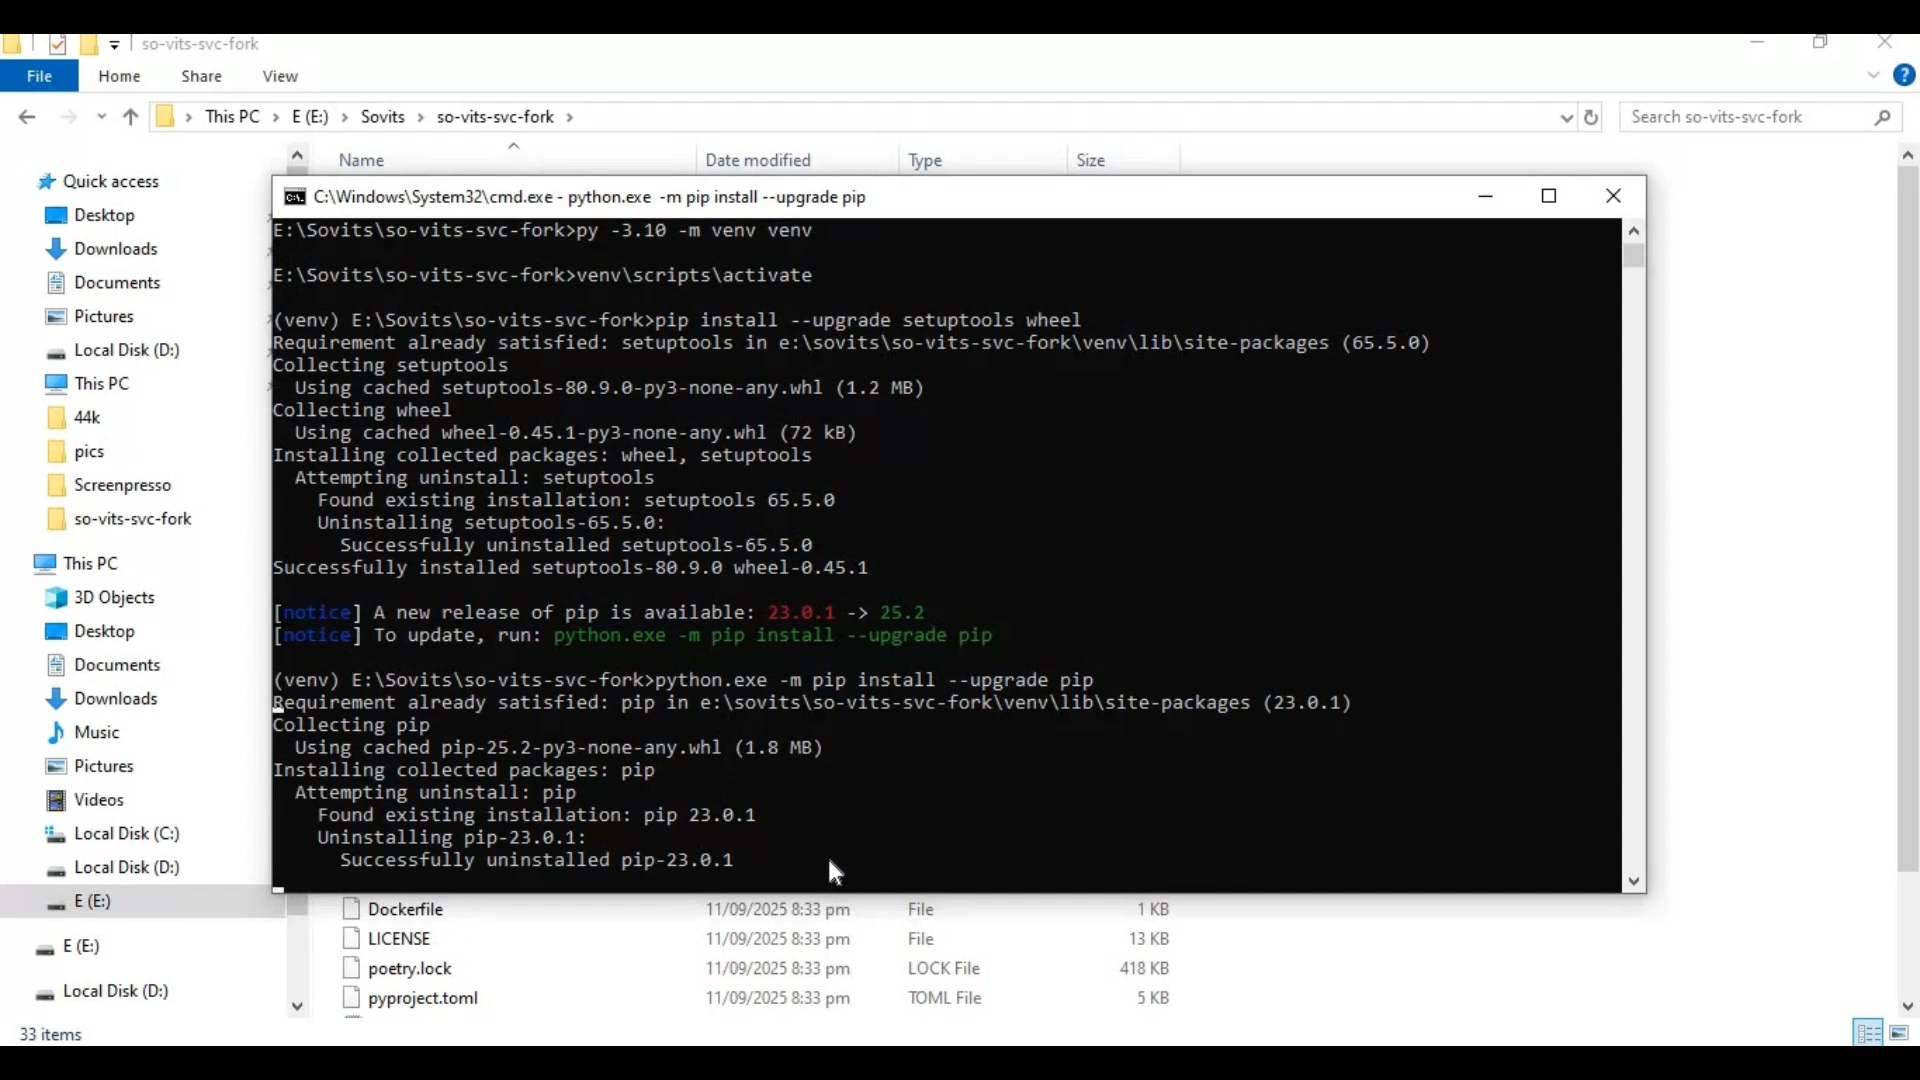 so-vits-svc-fork
File Home Share View
This PC E (E:) Sovits so-vits-svc-fork
Search so-vits-svc-fork
Name Date modified Type Size
Quick access
Desktop
Downloads
Documents
Pictures
Local Disk (D:)
This PC
44k
pics
Screenpresso
so-vits-svc-fork
This PC
3D Objects
Desktop
Documents
Downloads
Music
Pictures
Videos
Local Disk (C:)
Local Disk (D:)
E (E:)
E (E:)
Local Disk (D:)
C:\Windows\System32\cmd.exe - python.exe -m pip install --upgrade pip
E:\Sovits\so-vits-svc-fork>py -3.10 -m venv venv
E:\Sovits\so-vits-svc-fork>venv\scripts\activate
(venv) E:\Sovits\so-vits-svc-fork>pip install --upgrade setuptools wheel
Requirement already satisfied: setuptools in e:\sovits\so-vits-svc-fork\venv\lib\site-packages (65.5.0)
Collecting setuptools
Using cached setuptools-80.9.0-py3-none-any.whl (1.2 MB)
Collecting wheel
Using cached wheel-0.45.1-py3-none-any.whl (72 kB)
Installing collected packages: wheel, setuptools
Attempting uninstall: setuptools
Found existing installation: setuptools 65.5.0
Uninstalling setuptools-65.5.0:
Successfully uninstalled setuptools-65.5.0
Successfully installed setuptools-80.9.0 wheel-0.45.1
[notice] A new release of pip is available: 23.0.1 -> 25.2
[notice] To update, run: python.exe -m pip install --upgrade pip
(venv) E:\Sovits\so-vits-svc-fork>python.exe -m pip install --upgrade pip
Requirement already satisfied: pip in e:\sovits\so-vits-svc-fork\venv\lib\site-packages (23.0.1)
Collecting pip
Using cached pip-25.2-py3-none-any.whl (1.8 MB)
Installing collected packages: pip
Attempting uninstall: pip
Found existing installation: pip 23.0.1
Uninstalling pip-23.0.1:
Successfully uninstalled pip-23.0.1
Dockerfile 11/09/2025 8:33 pm File 1 KB
LICENSE 11/09/2025 8:33 pm File 13 KB
poetry.lock 11/09/2025 8:33 pm LOCK File 418 KB
pyproject.toml 11/09/2025 8:33 pm TOML File 5 KB
33 items